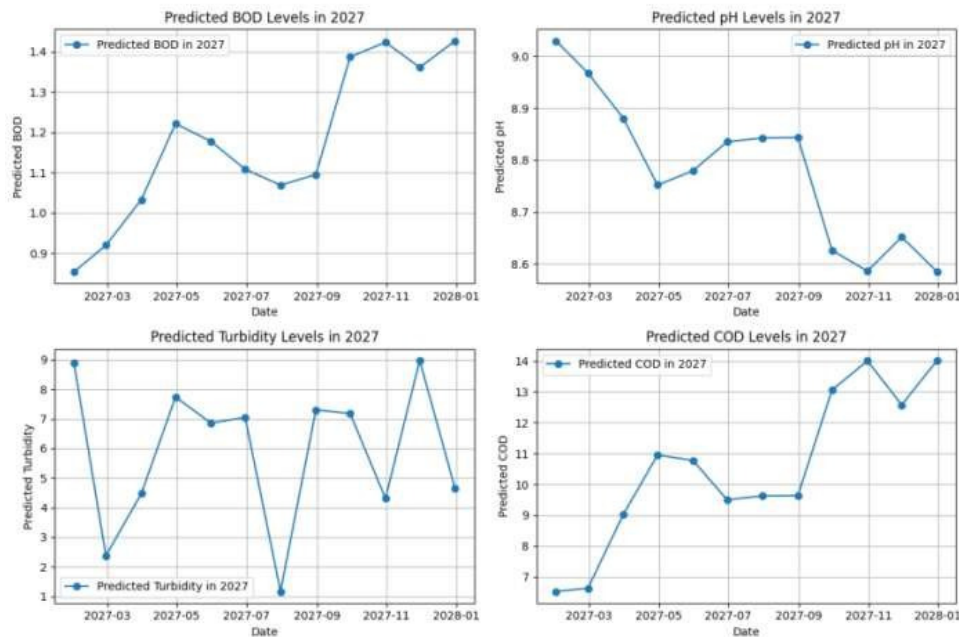 Predicted BOD Levels in 2027
Predicted BOD in 2027
Predicted BOD
1.4
1.3
1.2
1.1
1.0
0.9
2027-03 2027-05 2027-07 2027-09 2027-11 2028-01
Date
Predicted pH Levels in 2027
Predicted pH in 2027
Predicted pH
9.0
8.9
8.8
8.7
8.6
2027-03 2027-05 2027-07 2027-09 2027-11 2028-01
Date
Predicted Turbidity Levels in 2027
Predicted Turbidity
9
8
7
6
5
4
3
2
1
Predicted Turbidity in 2027
2027-03 2027-05 2027-07 2027-09 2027-11 2028-01
Date
Predicted COD Levels in 2027
Predicted COD in 2027
Predicted COD
14
13
12
11
10
9
8
7
2027-03 2027-05 2027-07 2027-09 2027-11 2028-01
Date